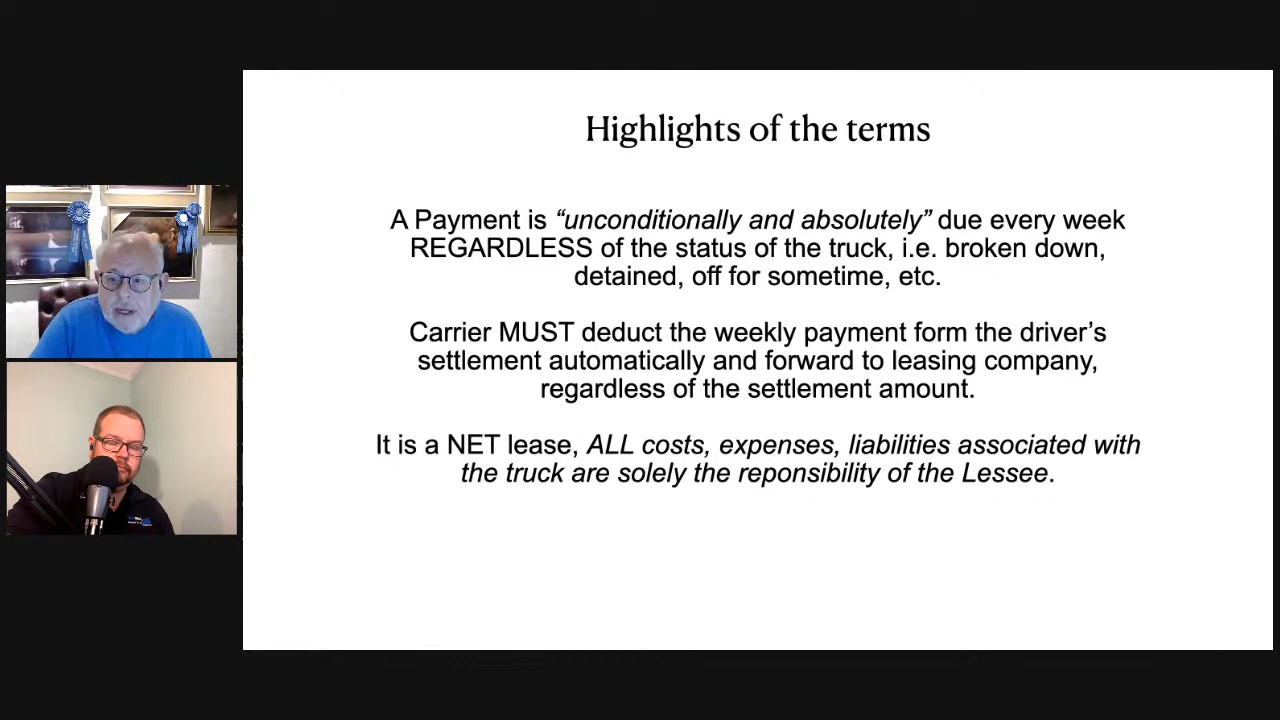 Highlights of the terms
A Payment is “unconditionally and absolutely” due every week
REGARDLESS of the status of the truck, i.e. broken down,
detained, off for sometime, etc.
Carrier MUST deduct the weekly payment form the driver’s
settlement automatically and forward to leasing company,
regardless of the settlement amount.
It is a NET lease, ALL costs, expenses, liabilities associated with
the truck are solely the reponsibility of the Lessee.